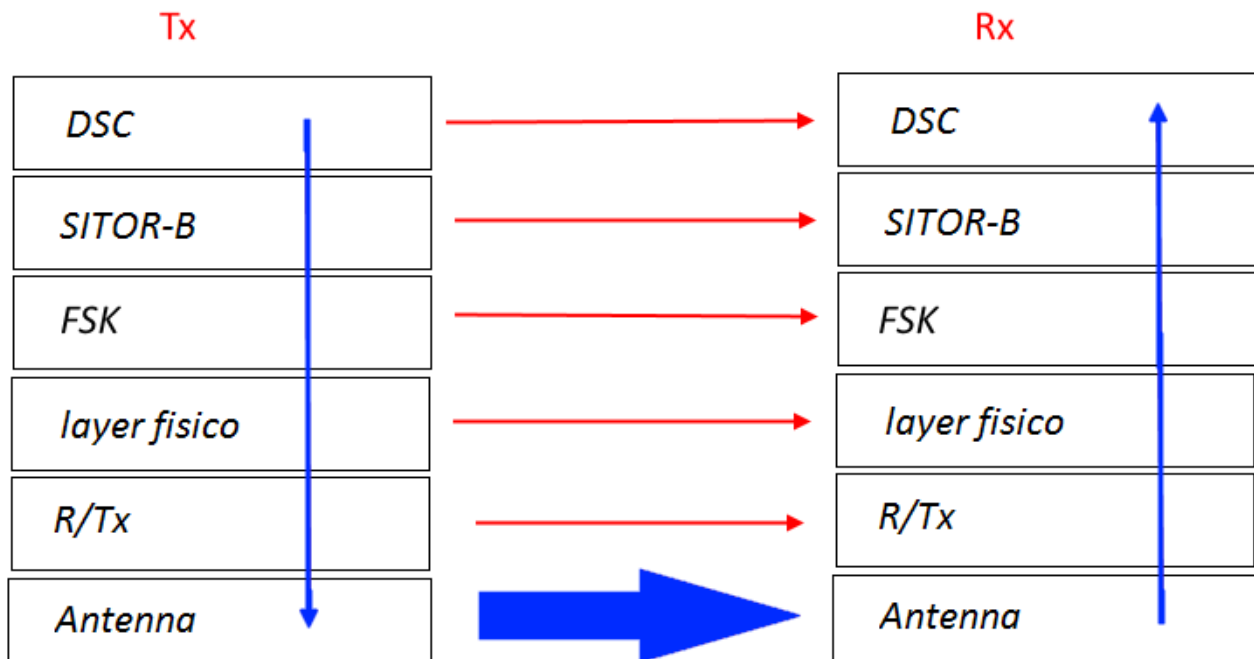 Tx
Rx
DSC
DSC
SITOR-B
SITOR-B
FSK
FSK
layer fisico
layer fisico
R/Tx
R/Tx
Antenna
Antenna